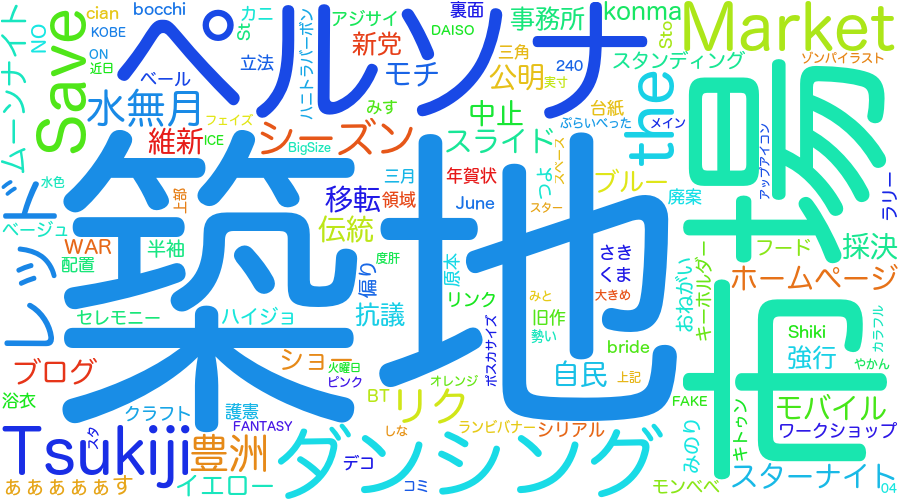 cian
bocchi
カニ
アジサイ
裏面
事務所
konma
Market
KOBE
Save
NO
ON
近日
ペルソナ
St
ハニトラバーボン
新党
DAISO
三角
Sto
スタンディング
ゾンパイラスト
ムーンナイト
ベール
立法
モチ
公明
240
実寸
水無月
みす
中止
台紙
ぷらいべった
the
メイン
市場
フェイズ
維新
ICE
シーズン
BigSize
スライド
つよ
スペース
アップアイコン
水色
レッド
上部
築地
三月
年賀状
ブルー
廃案
ラリー
ベージュ
移転
領域
June
スター
WAR
半袖
伝統
フード
採決
配置
偏り
度肝
原本
さき
くま
おねがい
キーホルダー
ホームページ
セレモニー
ハイジョ
抗議
リンク
みと
大きめ
旧作
勢い
Shiki
カラフル
ブログ
ショー
火曜日
ピンク
ポスカサイズ
bride
強行
やかん
浴衣
オレンジ
自民
上記
クラフト
護憲
BT
リク
FAKE
モバイル
Tsukiji
スタ
豊洲
FANTASY
ダンシング
しな
ランピバナー
シリアル
みのり
キトゥン
ワークショップ
ぁぁぁぁぁす
イエロー
デコ
コミ
モンベベ
スターナイト
04